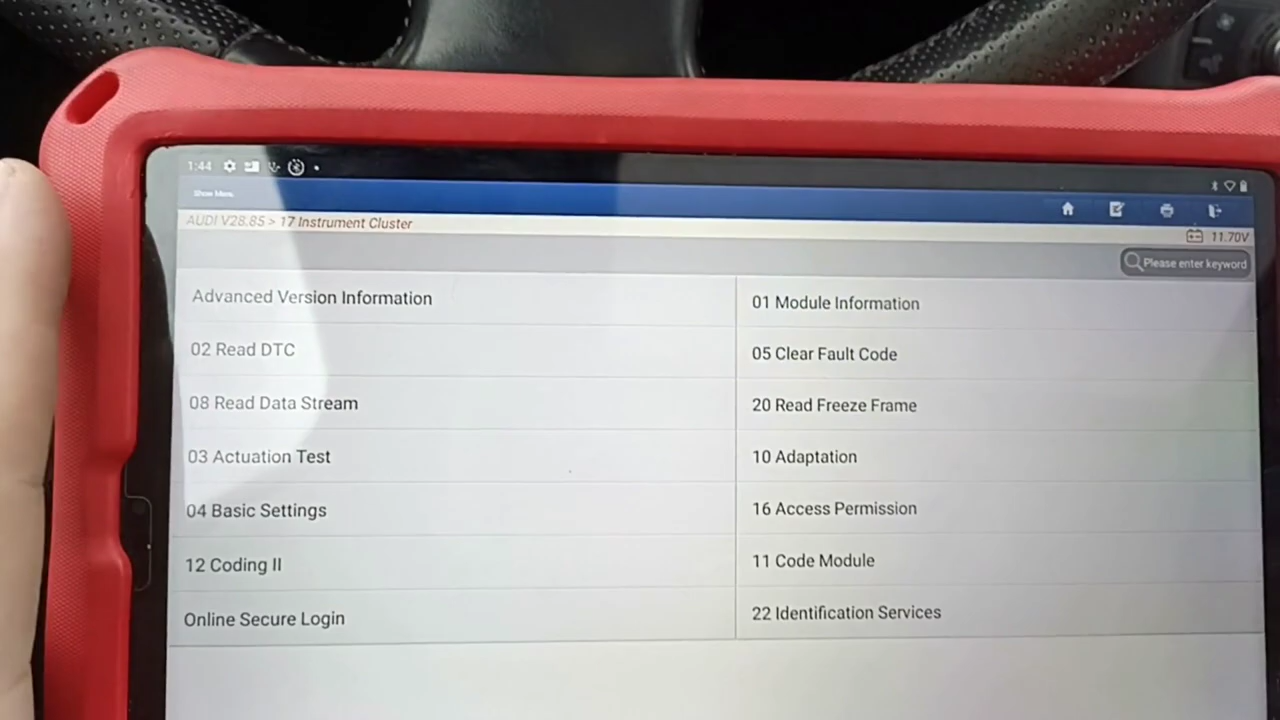 1:44
Show Menu
AUDI V28.85 > 17 Instrument Cluster
11.70V
Please enter keyword
Advanced Version Information
01 Module Information
02 Read DTC
05 Clear Fault Code
08 Read Data Stream
20 Read Freeze Frame
03 Actuation Test
10 Adaptation
04 Basic Settings
16 Access Permission
12 Coding II
11 Code Module
Online Secure Login
22 Identification Services